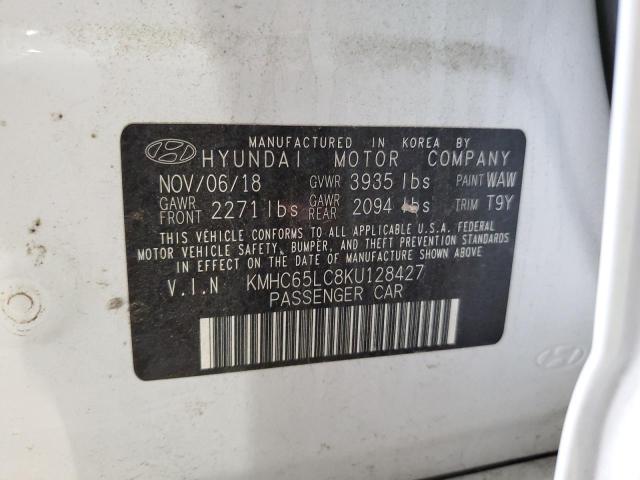 MANUFACTURED IN KOREA BY
HYUNDAI MOTOR COMPANY
NOV/06/18 GVWR 3935 lbs PAINT WAW
GAWR FRONT 2271 lbs GAWR REAR 2094 lbs TRIM T9Y
THIS VEHICLE CONFORMS TO ALL APPLICABLE U.S.A. FEDERAL
MOTOR VEHICLE SAFETY, BUMPER, AND THEFT PREVENTION STANDARDS
IN EFFECT ON THE DATE OF MANUFACTURE SHOWN ABOVE
V.I.N KMHC65LC8KU128427
PASSENGER CAR